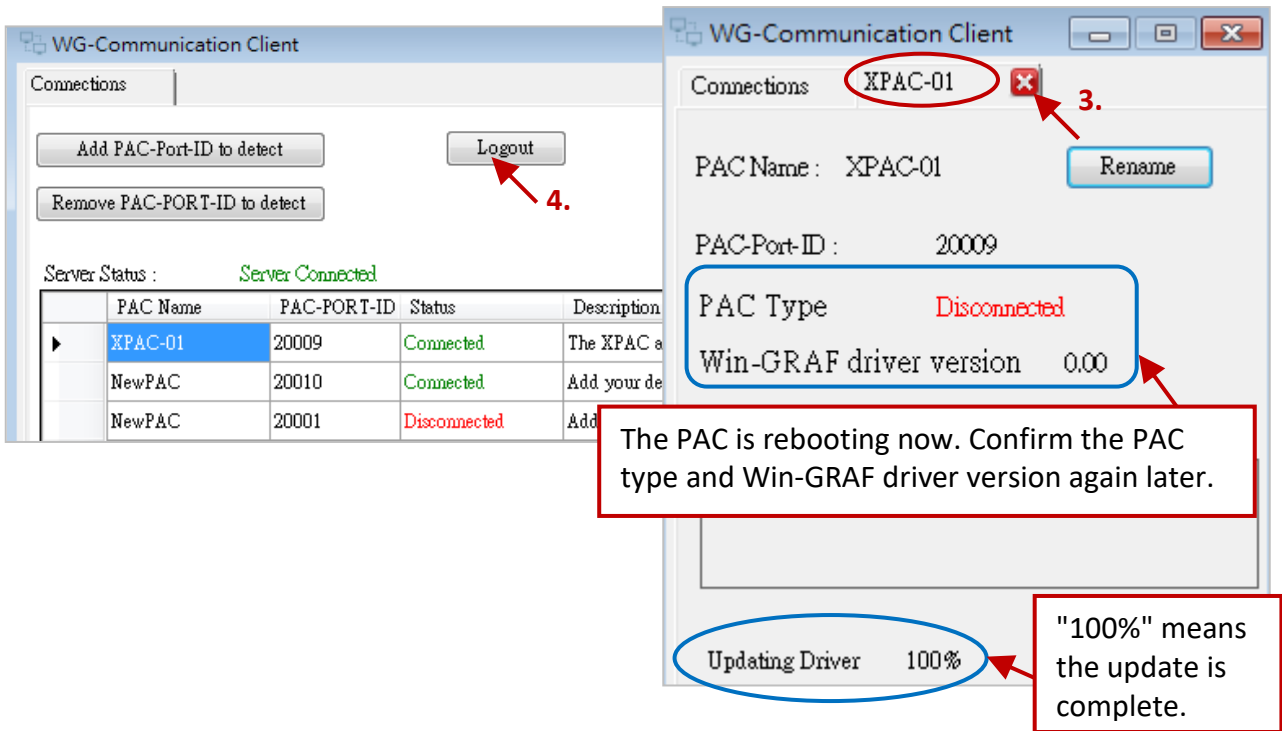 WG-Communication Client
Connections
Add PAC-Port-ID to detect
Logout
Remove PAC-PORT-ID to detect
4.
Server Status : Server Connected
PAC Name PAC-PORT-ID Status Description
XPAC-01 20009 Connected The XPAC a
NewPAC 20010 Connected Add your de
NewPAC 20001 Disconnected Add
WG-Communication Client
Connections XPAC-01
3.
PAC Name : XPAC-01 Rename
PAC-Port-ID : 20009
PAC Type Disconnected
Win-GRAF driver version 0.00
The PAC is rebooting now. Confirm the PAC
type and Win-GRAF driver version again later.
Updating Driver 100%
"100%" means
the update is
complete.